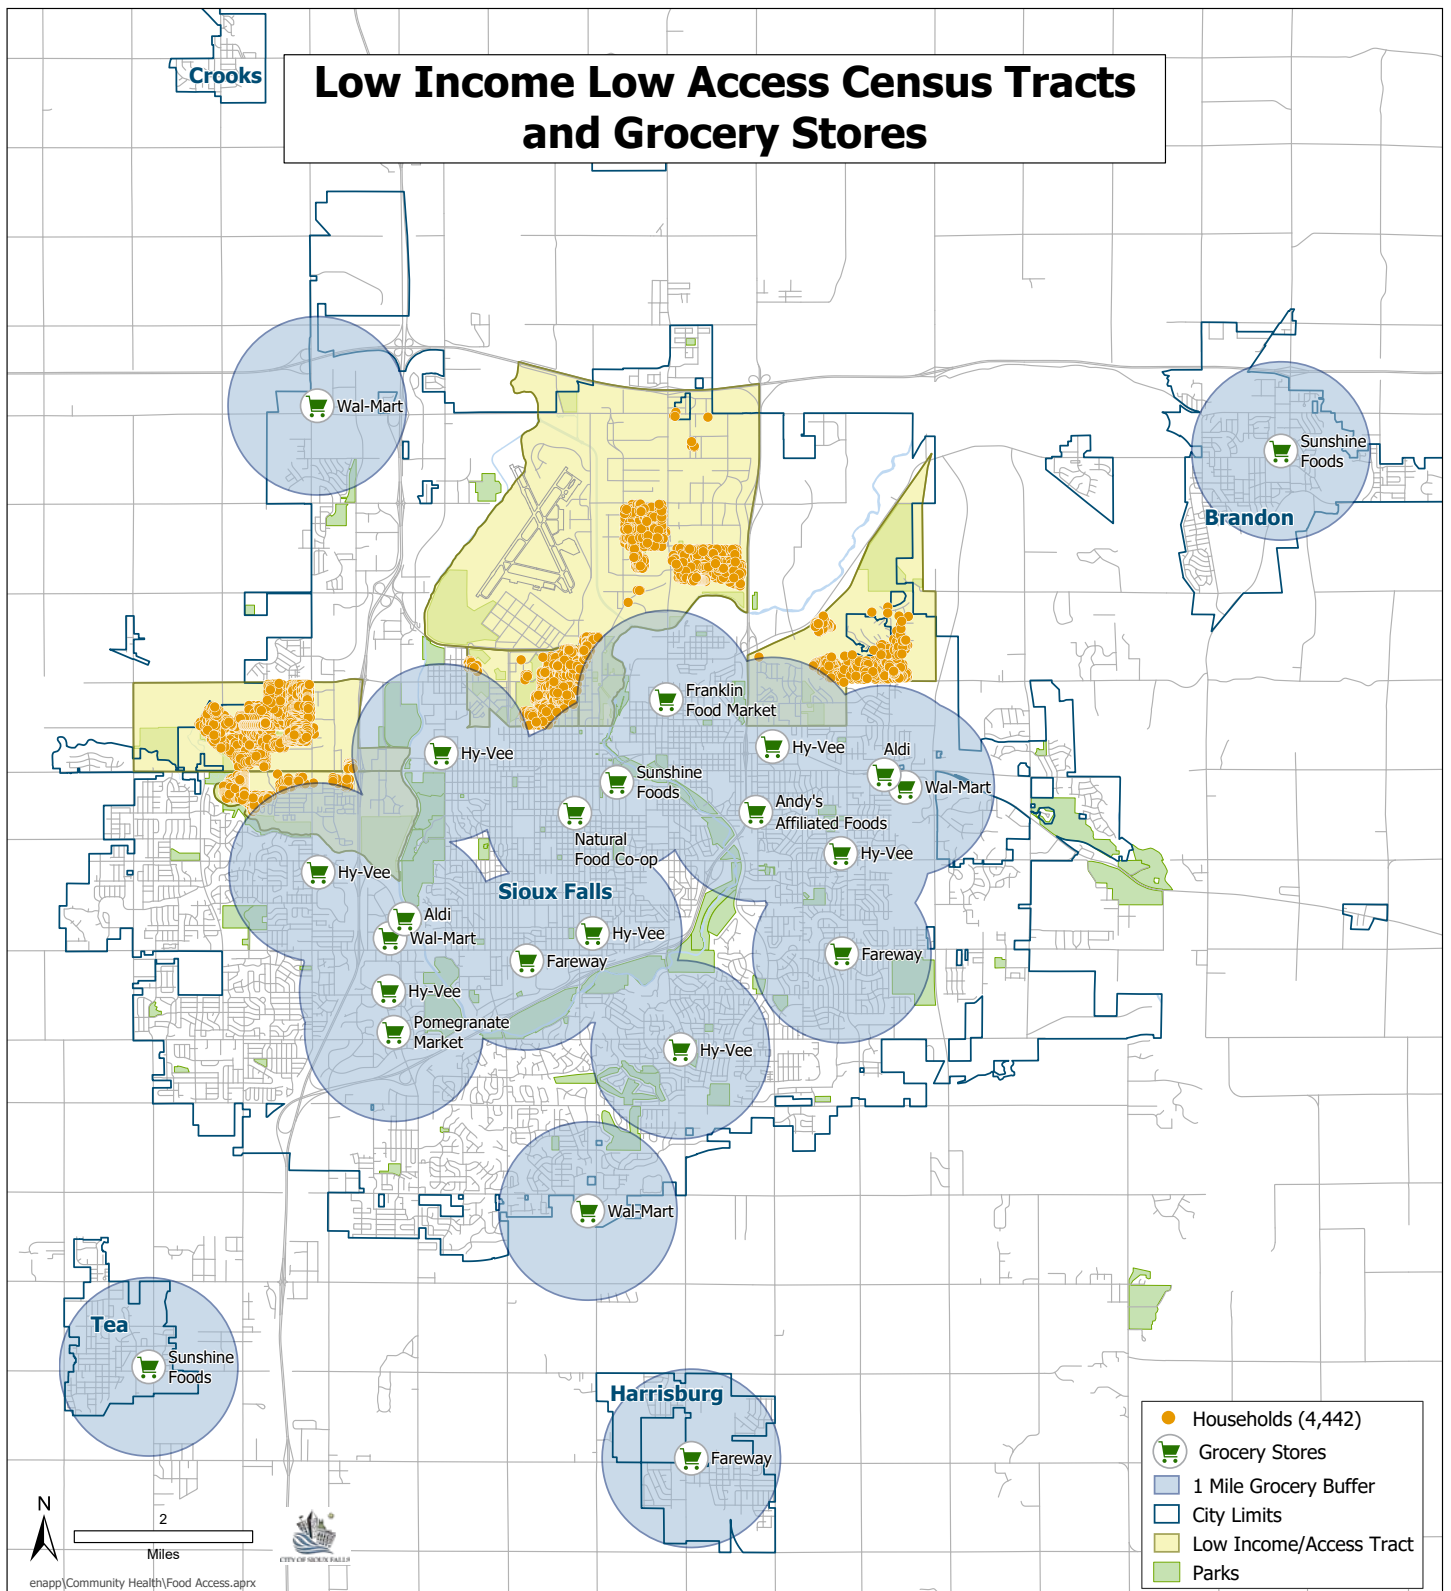 Crooks
Low Income Low Access Census Tracts
and Grocery Stores
Wal-Mart
Sunshine
Foods
Brandon
Franklin
Food Market
Hy-Vee
Hy-Vee
Aldi
Sunshine
Foods
Wal-Mart
Andy's
Affiliated Foods
Natural
Food Co-op
Hy-Vee
Hy-Vee
Sioux Falls
Aldi
Wal-Mart
Hy-Vee
Fareway
Fareway
Hy-Vee
Pomegranate
Market
Hy-Vee
Wal-Mart
Tea
Sunshine
Foods
Harrisburg
Fareway
Households (4,442)
Grocery Stores
1 Mile Grocery Buffer
City Limits
Low Income/Access Tract
Parks
N
2
Miles
CITY OF SIOUX FALLS
enapp\Community Health\Food Access.aprx